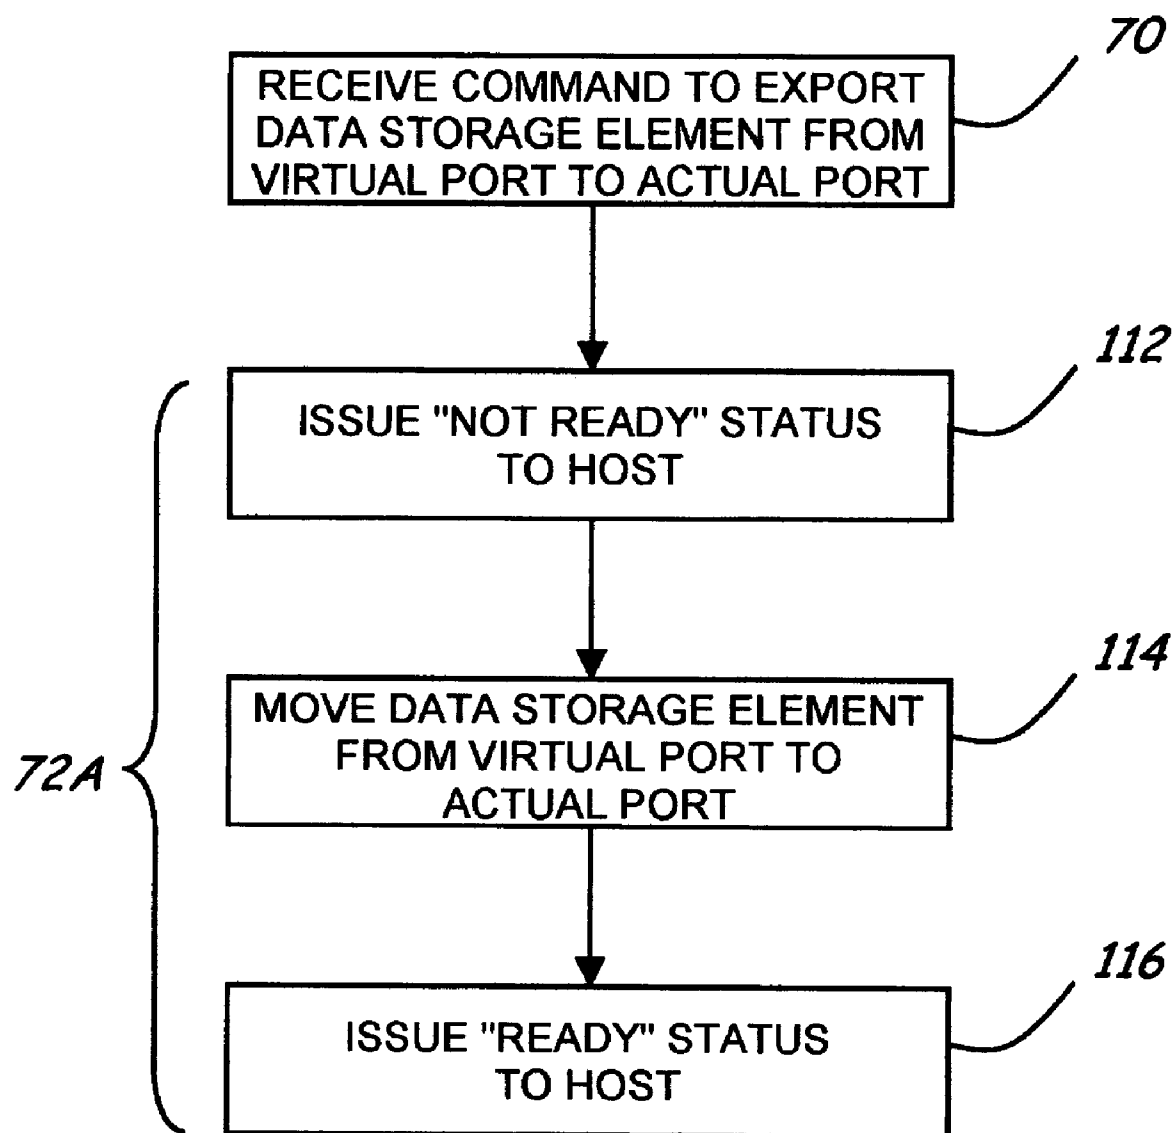 70
RECEIVE COMMAND TO EXPORT
DATA STORAGE ELEMENT FROM
VIRTUAL PORT TO ACTUAL PORT
112
ISSUE "NOT READY" STATUS
TO HOST
114
MOVE DATA STORAGE ELEMENT
FROM VIRTUAL PORT TO
ACTUAL PORT
72A
116
ISSUE "READY" STATUS
TO HOST